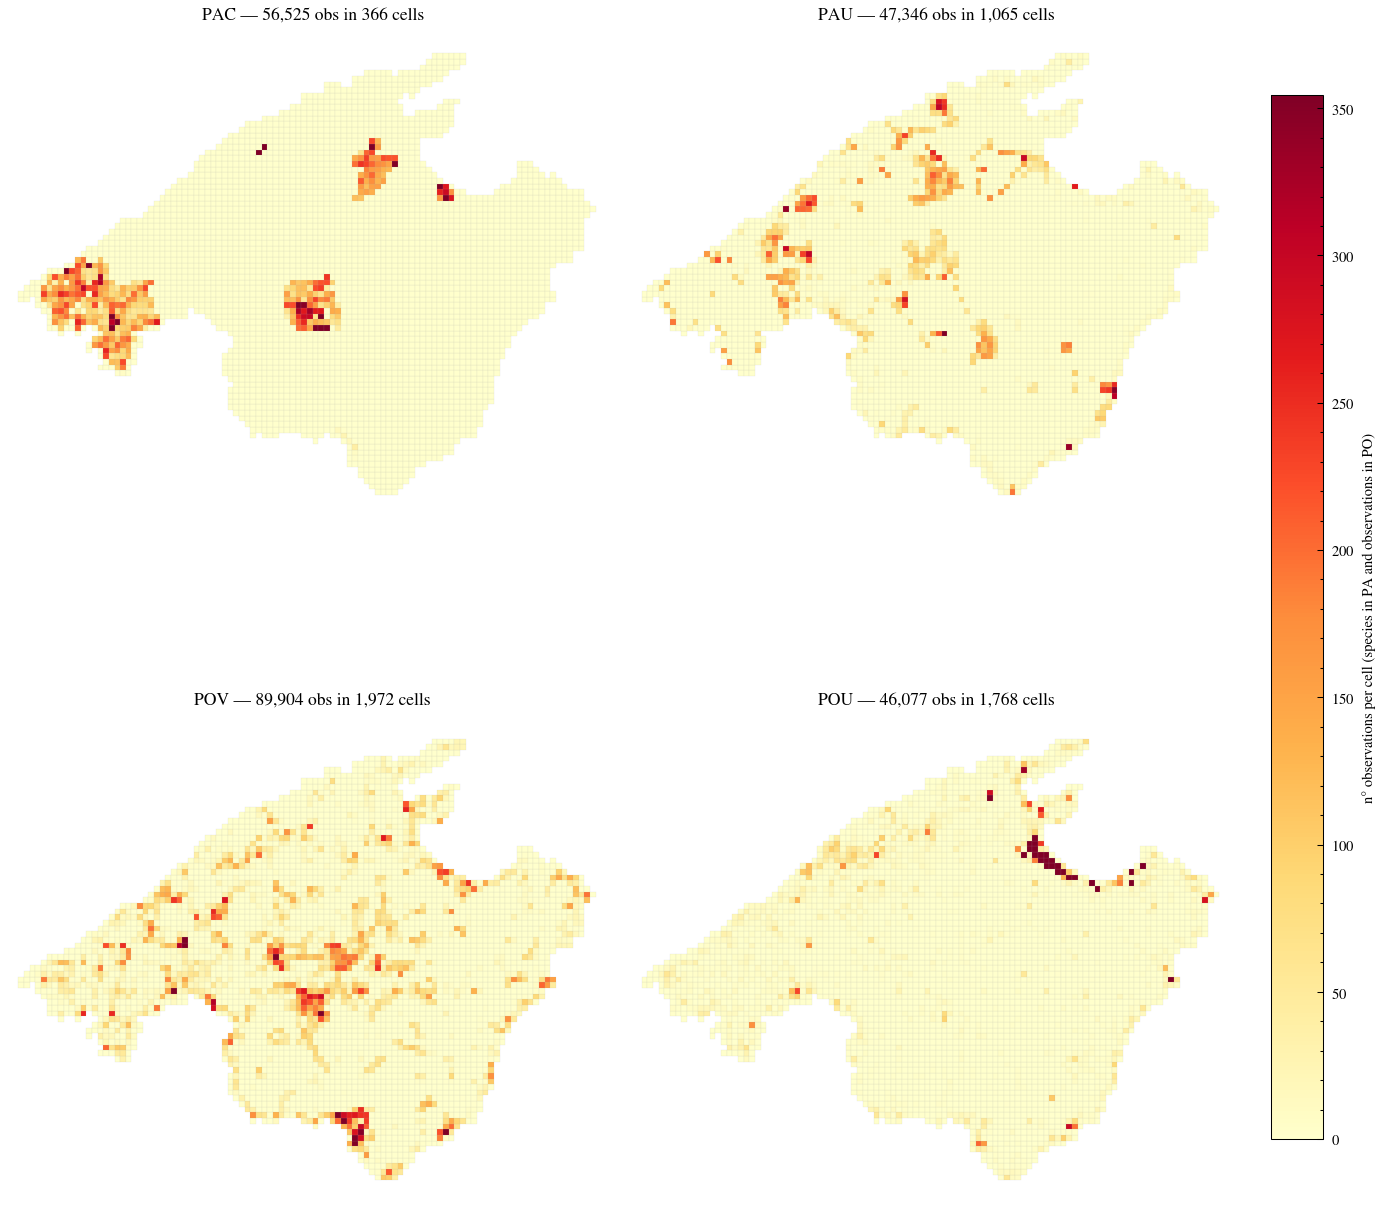 PAC — 56,525 obs in 366 cells
PAU — 47,346 obs in 1,065 cells
POV — 89,904 obs in 1,972 cells
POU — 46,077 obs in 1,768 cells
350
300
250
200
150
100
50
0
n° observations per cell (species in PA and observations in PO)